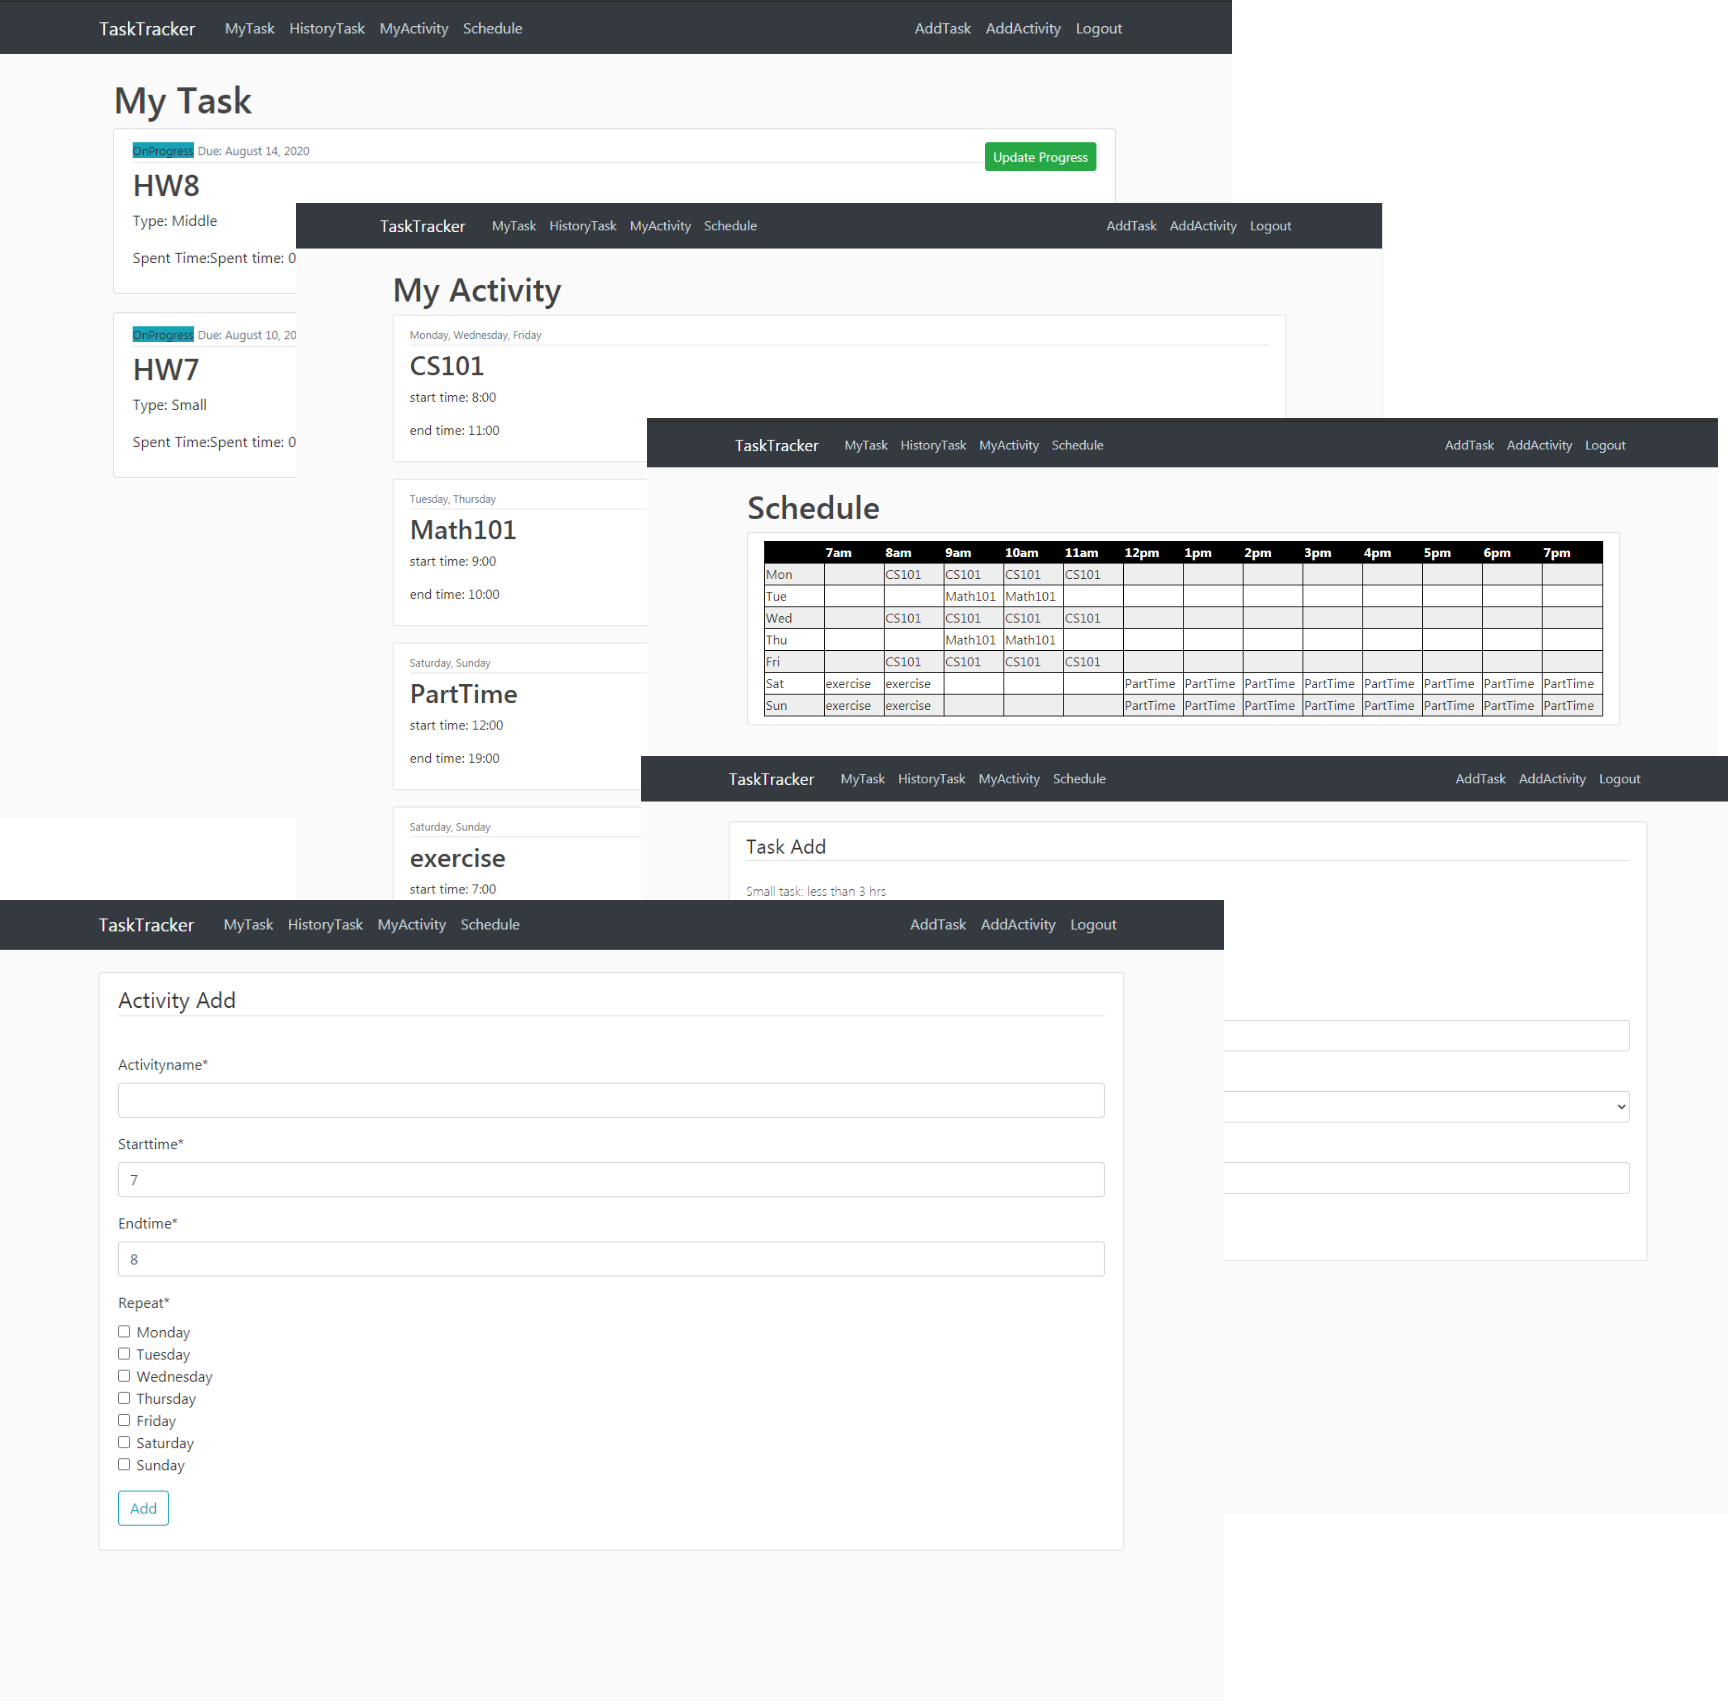 TaskTracker MyTask HistoryTask MyActivity Schedule AddTask AddActivity Logout
My Task
OnProgress Due: August 14, 2020 Update Progress
HW8
Type: Middle
Spent Time:Spent time: 0
OnProgress Due: August 10, 20
HW7
Type: Small
Spent Time:Spent time: 0
TaskTracker MyTask HistoryTask MyActivity Schedule AddTask AddActivity Logout
My Activity
Monday, Wednesday, Friday
CS101
start time: 8:00
end time: 11:00
Tuesday, Thursday
Math101
start time: 9:00
end time: 10:00
Saturday, Sunday
PartTime
start time: 12:00
end time: 19:00
Saturday, Sunday
exercise
start time: 7:00
TaskTracker MyTask HistoryTask MyActivity Schedule AddTask AddActivity Logout
Schedule
7am 8am 9am 10am 11am 12pm 1pm 2pm 3pm 4pm 5pm 6pm 7pm
Mon CS101 CS101 CS101 CS101
Tue Math101 Math101
Wed CS101 CS101 CS101 CS101
Thu Math101 Math101
Fri CS101 CS101 CS101 CS101
Sat exercise exercise PartTime PartTime PartTime PartTime PartTime PartTime PartTime PartTime
Sun exercise exercise PartTime PartTime PartTime PartTime PartTime PartTime PartTime PartTime
TaskTracker MyTask HistoryTask MyActivity Schedule AddTask AddActivity Logout
Task Add
Small task: less than 3 hrs
TaskTracker MyTask HistoryTask MyActivity Schedule AddTask AddActivity Logout
Activity Add
Activityname*
Starttime*
7
Endtime*
8
Repeat*
Monday
Tuesday
Wednesday
Thursday
Friday
Saturday
Sunday
Add